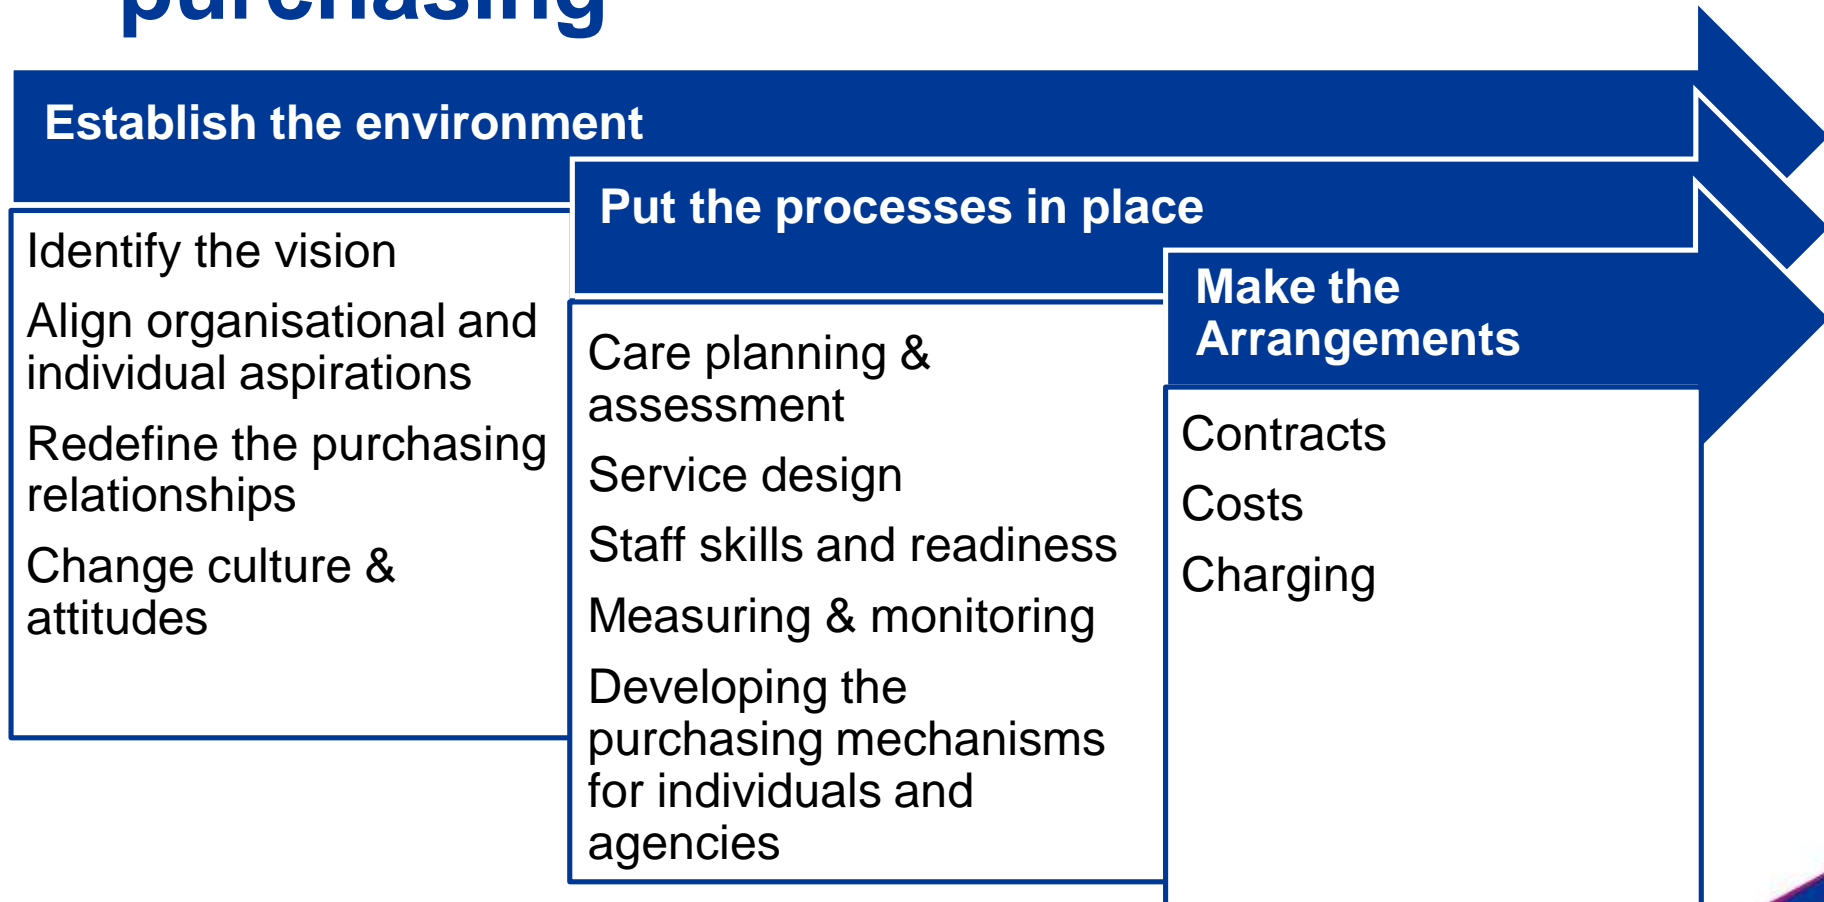 purchasing
Establish the environment
Identify the vision
Align organisational and
individual aspirations
Redefine the purchasing
relationships
Change culture &
attitudes
Put the processes in place
Care planning &
assessment
Service design
Staff skills and readiness
Measuring & monitoring
Developing the
purchasing mechanisms
for individuals and
agencies
Make the
Arrangements
Contracts
Costs
Charging